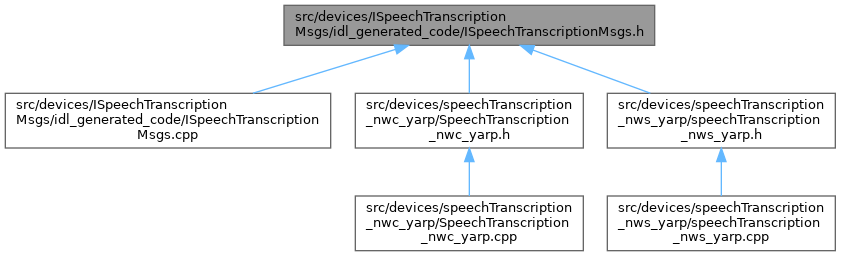 src/devices/ISpeechTranscription
Msgs/idl_generated_code/ISpeechTranscriptionMsgs.h
src/devices/ISpeechTranscription
Msgs/idl_generated_code/ISpeechTranscription
Msgs.cpp
src/devices/speechTranscription
_nwc_yarp/SpeechTranscription
_nwc_yarp.h
src/devices/speechTranscription
_nws_yarp/speechTranscription
_nws_yarp.h
src/devices/speechTranscription
_nwc_yarp/SpeechTranscription
_nwc_yarp.cpp
src/devices/speechTranscription
_nws_yarp/speechTranscription
_nws_yarp.cpp